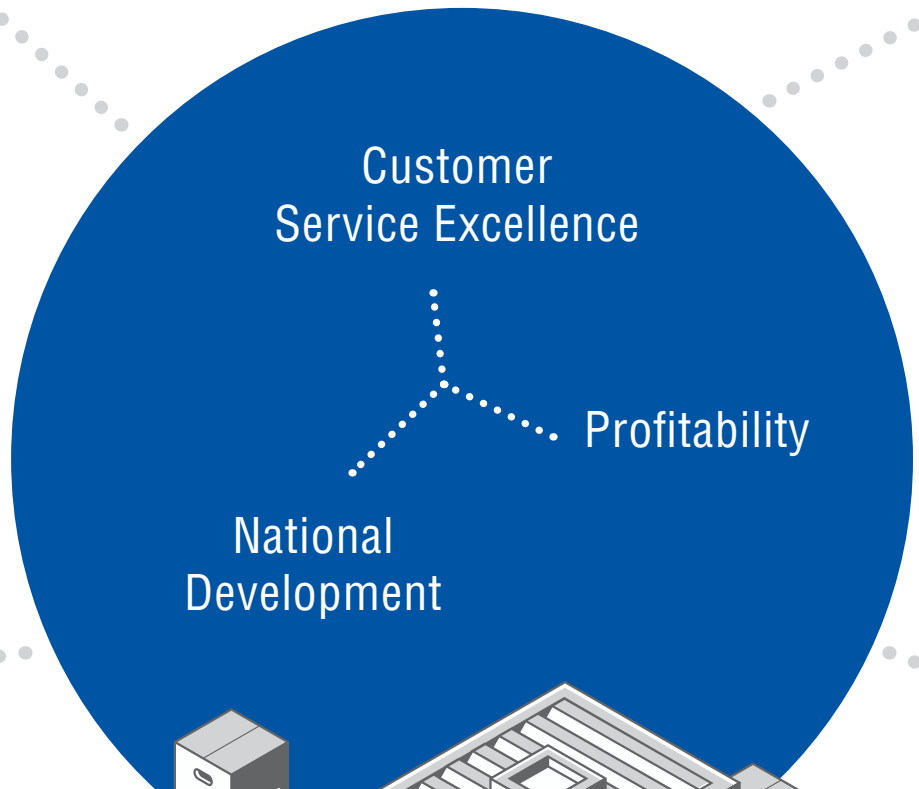 Customer
Service Excellence
Profitability
National
Development